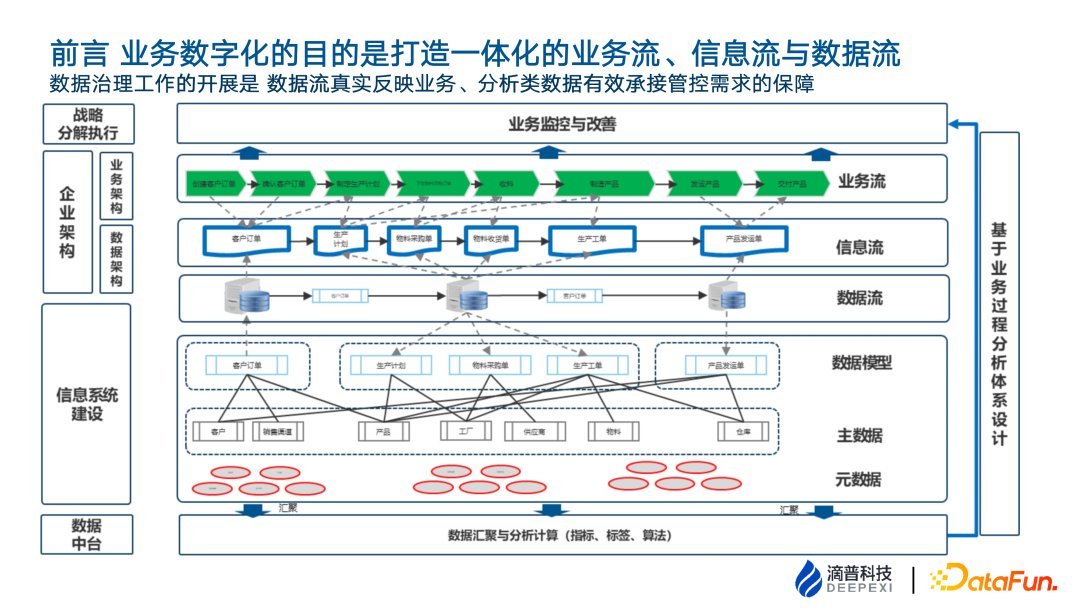 前言 业务数字化的目的是打造一体化的业务流、信息流与数据流
数据治理工作的开展是 数据流真实反映业务、分析类数据有效承接管控需求的保障
战略
分解执行
业务监控与改善
企业架构
业务架构
创建客户订单
确认客户订单
制定生产计划
收料
制造产品
发运产品
交付产品
业务流
数据架构
客户订单
生产
计划
物料采购单
物料收货单
生产工单
产品发运单
信息流
客户订单
客户订单
数据流
信息系统
建设
客户订单
生产计划
物料采购单
生产工单
产品发运单
数据模型
客户
销售渠道
产品
工厂
供应商
物料
仓库
主数据
元数据
汇聚
汇聚
数据
中台
数据汇聚与分析计算（指标、标签、算法）
基于业务过程分析体系设计
滴普科技
DEEPEXI
DataFun.